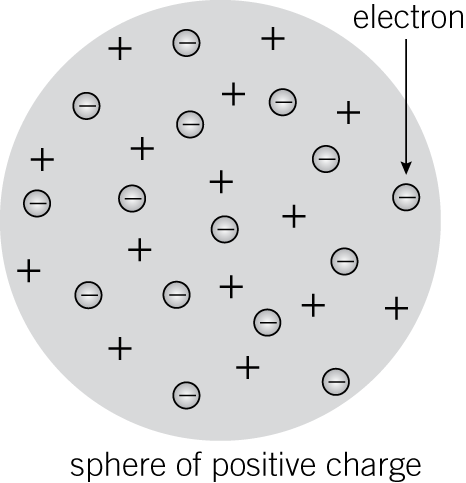 electron
sphere of positive charge